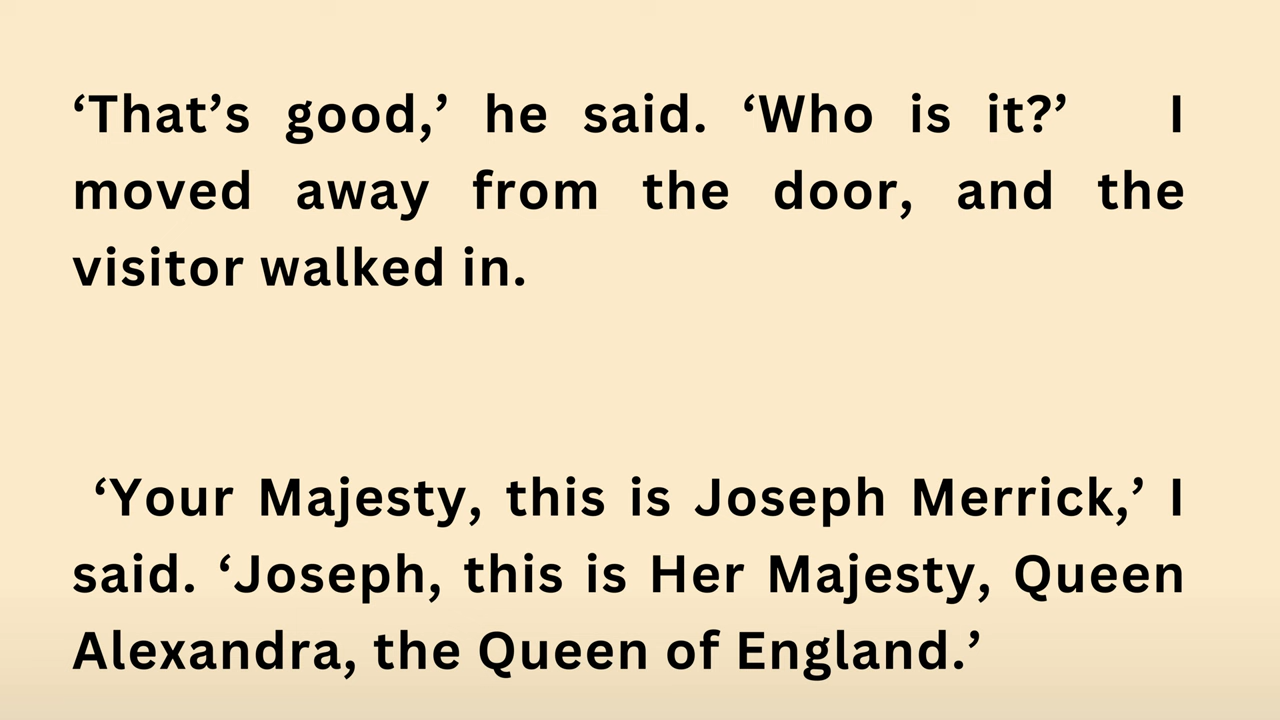 ‘That’s good,’ he said. ‘Who is it?’ I
moved away from the door, and the
visitor walked in.
‘Your Majesty, this is Joseph Merrick,’ I
said. ‘Joseph, this is Her Majesty, Queen
Alexandra, the Queen of England.’